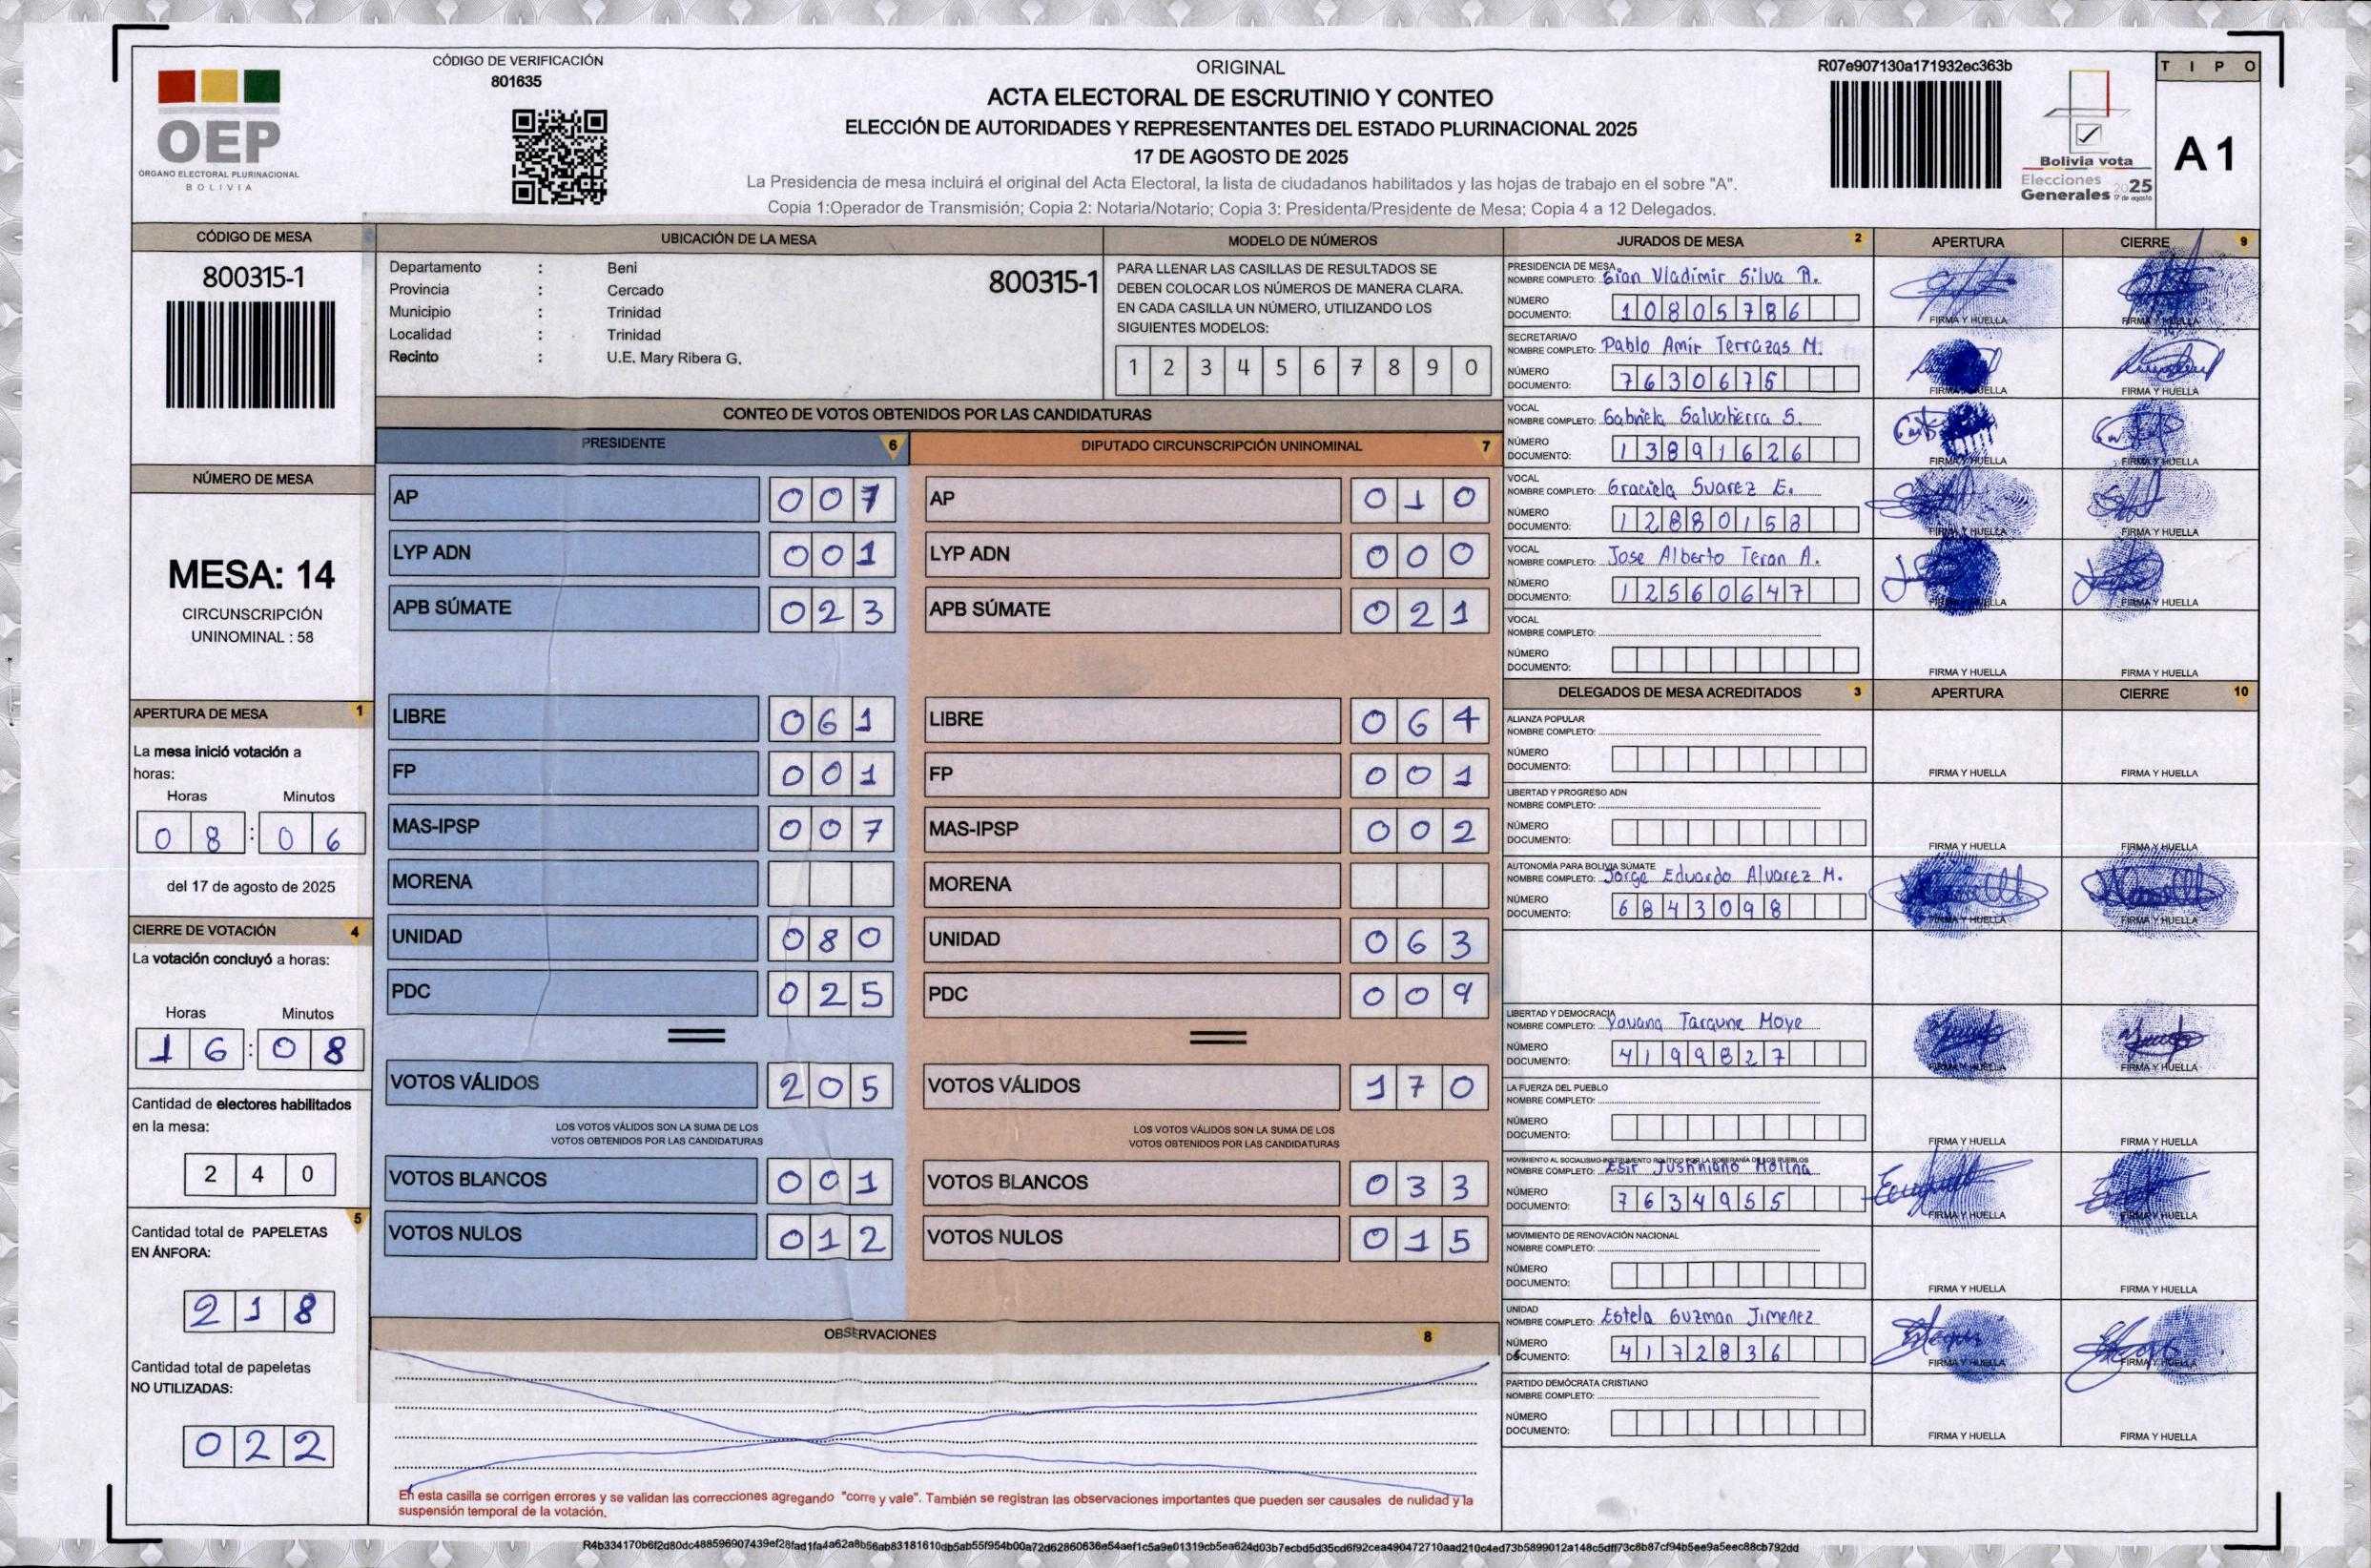 CÓDIGO DE VERIFICACIÓN
801635
OEP
ÓRGANO ELECTORAL PLURINACIONAL
BOLIVIA
ORIGINAL
ACTA ELECTORAL DE ESCRUTINIO Y CONTEO
ELECCIÓN DE AUTORIDADES Y REPRESENTANTES DEL ESTADO PLURINACIONAL 2025
17 DE AGOSTO DE 2025
La Presidencia de mesa incluirá el original del Acta Electoral, la lista de ciudadanos habilitados y las hojas de trabajo en el sobre "A".
Copia 1:Operador de Transmisión; Copia 2: Notaria/Notario; Copia 3: Presidenta/Presidente de Mesa; Copia 4 a 12 Delegados.
R07e907130a171932ec363b
Bolivia vota
Elecciones
Generales 2025
17 de agosto
TIPO
A1
CÓDIGO DE MESA
800315-1
NÚMERO DE MESA
MESA: 14
CIRCUNSCRIPCIÓN
UNINOMINAL : 58
APERTURA DE MESA 1
La mesa inició votación a
horas:
Horas Minutos
08:06
del 17 de agosto de 2025
CIERRE DE VOTACIÓN 4
La votación concluyó a horas:
Horas Minutos
16:08
Cantidad de electores habilitados
en la mesa:
240
5
Cantidad total de PAPELETAS
EN ÁNFORA:
218
Cantidad total de papeletas
NO UTILIZADAS:
022
UBICACIÓN DE LA MESA
Departamento : Beni
800315-1
Provincia : Cercado
Municipio : Trinidad
Localidad : Trinidad
Recinto : U.E. Mary Ribera G.
MODELO DE NÚMEROS
PARA LLENAR LAS CASILLAS DE RESULTADOS SE
DEBEN COLOCAR LOS NÚMEROS DE MANERA CLARA.
EN CADA CASILLA UN NÚMERO, UTILIZANDO LOS
SIGUIENTES MODELOS:
1 2 3 4 5 6 7 8 9 0
CONTEO DE VOTOS OBTENIDOS POR LAS CANDIDATURAS
PRESIDENTE 6
AP 007
LYP ADN 001
APB SÚMATE 023
LIBRE 061
FP 001
MAS-IPSP 007
MORENA
UNIDAD 080
PDC 025
VOTOS VÁLIDOS 205
LOS VOTOS VÁLIDOS SON LA SUMA DE LOS
VOTOS OBTENIDOS POR LAS CANDIDATURAS
VOTOS BLANCOS 001
VOTOS NULOS 012
DIPUTADO CIRCUNSCRIPCIÓN UNINOMINAL 7
AP 010
LYP ADN 000
APB SÚMATE 021
LIBRE 064
FP 001
MAS-IPSP 002
MORENA
UNIDAD 063
PDC 009
VOTOS VÁLIDOS 170
LOS VOTOS VÁLIDOS SON LA SUMA DE LOS
VOTOS OBTENIDOS POR LAS CANDIDATURAS
VOTOS BLANCOS 033
VOTOS NULOS 015
OBSERVACIONES 8
En esta casilla se corrigen errores y se validan las correcciones agregando "corre y vale". También se registran las observaciones importantes que pueden ser causales de nulidad y la
suspensión temporal de la votación.
JURADOS DE MESA 2 APERTURA CIERRE 9
PRESIDENCIA DE MESA
NOMBRE COMPLETO: Gian Vladimir Silva R.
NÚMERO
DOCUMENTO: 10805786
FIRMA Y HUELLA FIRMA Y HUELLA
SECRETARIA/O
NOMBRE COMPLETO: Pablo Amir Terrazas M.
NÚMERO
DOCUMENTO: 7630675
FIRMA Y HUELLA FIRMA Y HUELLA
VOCAL
NOMBRE COMPLETO: Gabriela Salvatierra S.
NÚMERO
DOCUMENTO: 13891626
FIRMA Y HUELLA FIRMA Y HUELLA
VOCAL
NOMBRE COMPLETO: Graciela Suarez E.
NÚMERO
DOCUMENTO: 12880158
FIRMA Y HUELLA FIRMA Y HUELLA
VOCAL
NOMBRE COMPLETO: Jose Alberto Teran A.
NÚMERO
DOCUMENTO: 12560647
FIRMA Y HUELLA FIRMA Y HUELLA
VOCAL
NOMBRE COMPLETO:
NÚMERO
DOCUMENTO:
FIRMA Y HUELLA FIRMA Y HUELLA
DELEGADOS DE MESA ACREDITADOS 3 APERTURA CIERRE 10
ALIANZA POPULAR
NOMBRE COMPLETO:
NÚMERO
DOCUMENTO:
FIRMA Y HUELLA FIRMA Y HUELLA
LIBERTAD Y PROGRESO ADN
NOMBRE COMPLETO:
NÚMERO
DOCUMENTO:
FIRMA Y HUELLA FIRMA Y HUELLA
AUTONOMÍA PARA BOLIVIA SÚMATE
NOMBRE COMPLETO: Jorge Eduardo Alvarez M.
NÚMERO
DOCUMENTO: 6843098
FIRMA Y HUELLA FIRMA Y HUELLA
LIBERTAD Y DEMOCRACIA
NOMBRE COMPLETO: Yovana Tarqune Moye
NÚMERO
DOCUMENTO: 4199827
FIRMA Y HUELLA FIRMA Y HUELLA
LA FUERZA DEL PUEBLO
NOMBRE COMPLETO:
NÚMERO
DOCUMENTO:
FIRMA Y HUELLA FIRMA Y HUELLA
MOVIMIENTO AL SOCIALISMO-INSTRUMENTO POLÍTICO POR LA SOBERANÍA DE LOS PUEBLOS
NOMBRE COMPLETO: Esir Justiniano Molina
NÚMERO
DOCUMENTO: 7634955
FIRMA Y HUELLA FIRMA Y HUELLA
MOVIMIENTO DE RENOVACIÓN NACIONAL
NOMBRE COMPLETO:
NÚMERO
DOCUMENTO:
FIRMA Y HUELLA FIRMA Y HUELLA
UNIDAD
NOMBRE COMPLETO: Estela Guzman Jimenez
NÚMERO
DOCUMENTO: 4172836
FIRMA Y HUELLA FIRMA Y HUELLA
PARTIDO DEMÓCRATA CRISTIANO
NOMBRE COMPLETO:
NÚMERO
DOCUMENTO:
FIRMA Y HUELLA FIRMA Y HUELLA